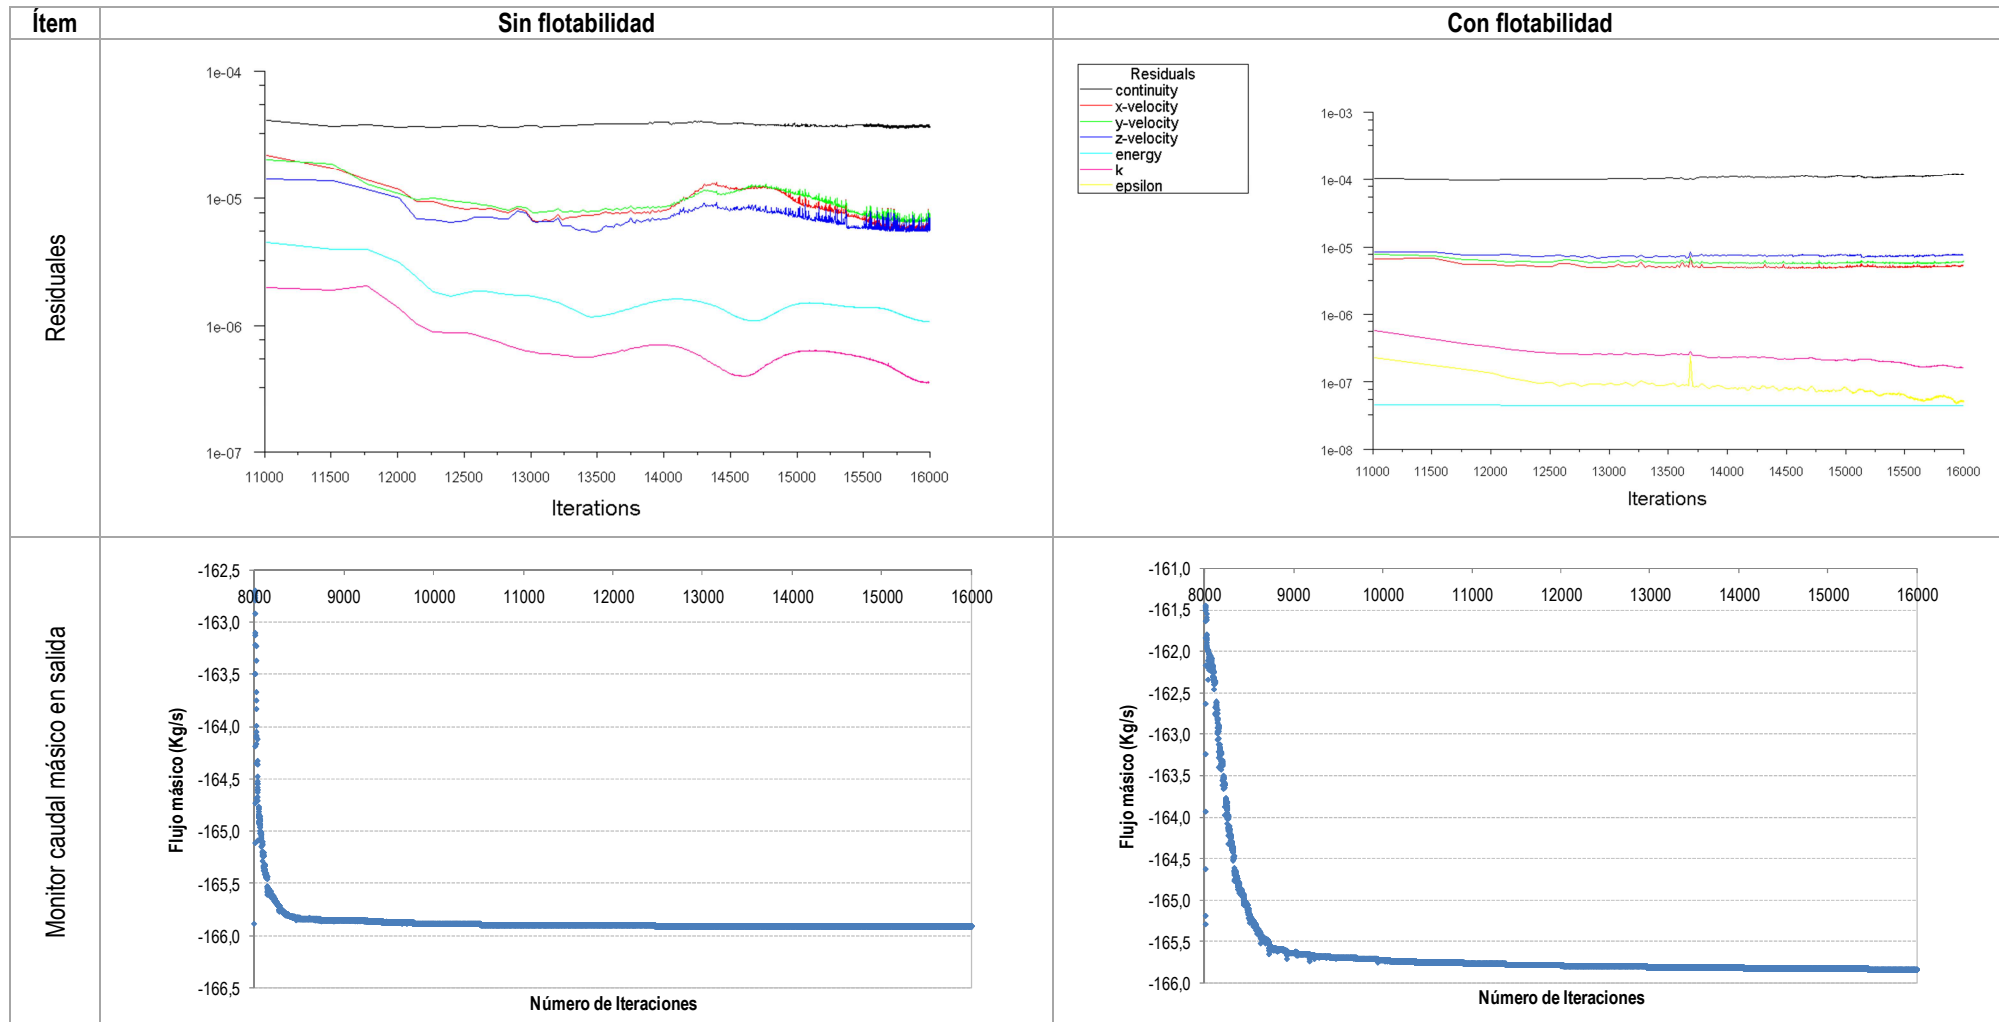 Ítem
Sin flotabilidad
Con flotabilidad
Residuales
1e-04
1e-05
1e-06
1e-07
11000 11500 12000 12500 13000 13500 14000 14500 15000 15500 16000
Iterations
Residuals
continuity
x-velocity
y-velocity
z-velocity
energy
k
epsilon
1e-03
1e-04
1e-05
1e-06
1e-07
1e-08
11000 11500 12000 12500 13000 13500 14000 14500 15000 15500 16000
Iterations
Monitor caudal másico en salida
Flujo másico (Kg/s)
-162,5
8000 9000 10000 11000 12000 13000 14000 15000 16000
-163,0
-163,5
-164,0
-164,5
-165,0
-165,5
-166,0
-166,5
Número de Iteraciones
Flujo másico (Kg/s)
-161,0
8000 9000 10000 11000 12000 13000 14000 15000 16000
-161,5
-162,0
-162,5
-163,0
-163,5
-164,0
-164,5
-165,0
-165,5
-166,0
Número de Iteraciones